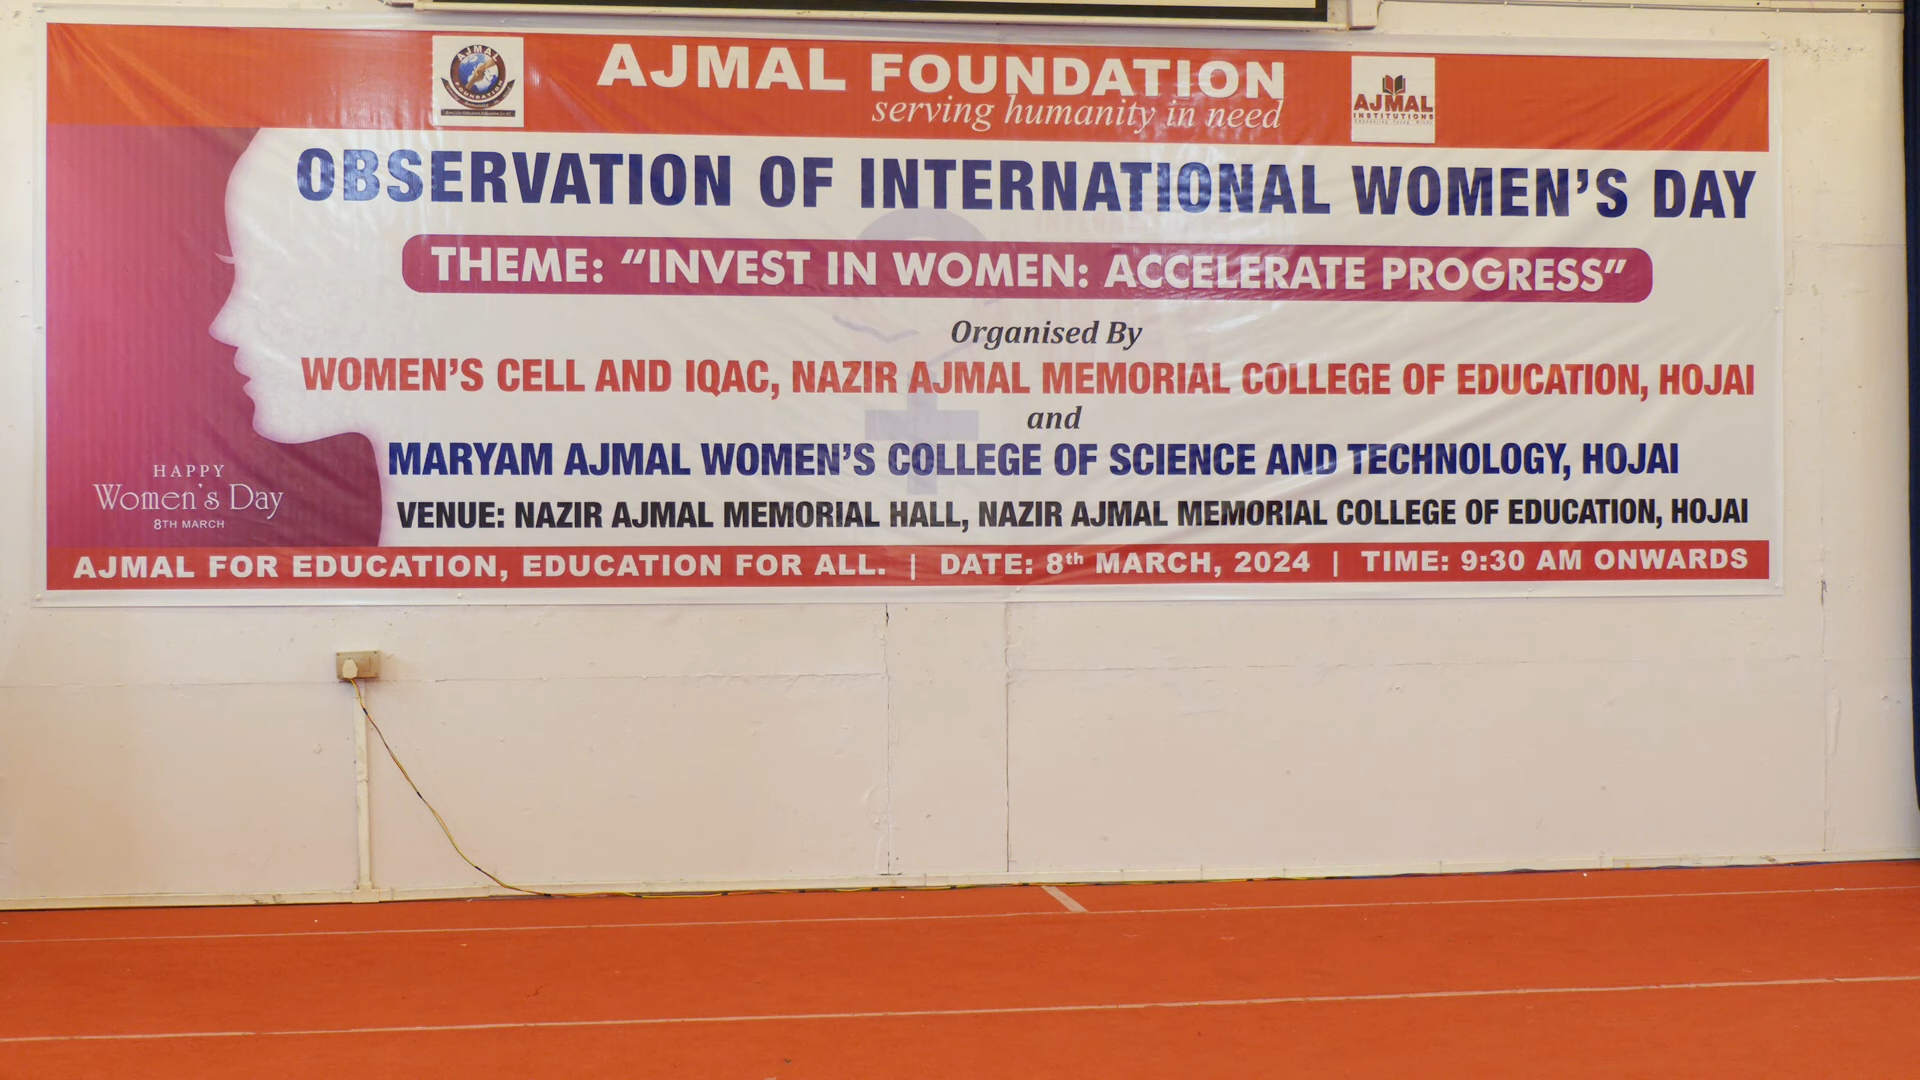 AJMAL FOUNDATION
serving humanity in need
AJMAL
FOUNDATION
AJMAL
INSTITUTIONS
OBSERVATION OF INTERNATIONAL WOMEN'S DAY
THEME: “INVEST IN WOMEN: ACCELERATE PROGRESS”
Organised By
WOMEN'S CELL AND IQAC, NAZIR AJMAL MEMORIAL COLLEGE OF EDUCATION, HOJAI
and
MARYAM AJMAL WOMEN'S COLLEGE OF SCIENCE AND TECHNOLOGY, HOJAI
VENUE: NAZIR AJMAL MEMORIAL HALL, NAZIR AJMAL MEMORIAL COLLEGE OF EDUCATION, HOJAI
HAPPY
Women's Day
8TH MARCH
AJMAL FOR EDUCATION, EDUCATION FOR ALL. | DATE: 8th MARCH, 2024 | TIME: 9:30 AM ONWARDS